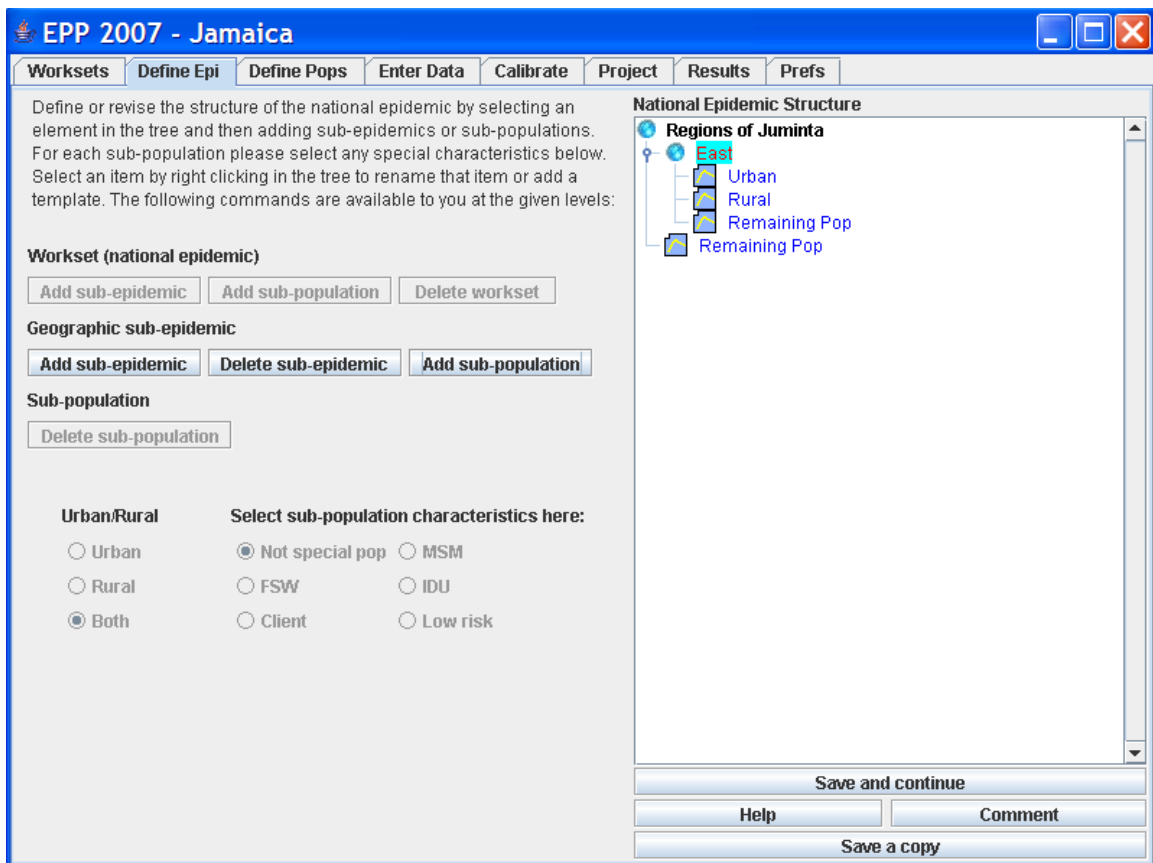 EPP 2007 - Jamaica
Worksets Define Epi Define Pops Enter Data Calibrate Project Results Prefs
Define or revise the structure of the national epidemic by selecting an
element in the tree and then adding sub-epidemics or sub-populations.
For each sub-population please select any special characteristics below.
Select an item by right clicking in the tree to rename that item or add a
template. The following commands are available to you at the given levels:
Workset (national epidemic)
Add sub-epidemic Add sub-population Delete workset
Geographic sub-epidemic
Add sub-epidemic Delete sub-epidemic Add sub-population
Sub-population
Delete sub-population
Urban/Rural Select sub-population characteristics here:
Urban Not special pop MSM
Rural FSW IDU
Both Client Low risk
National Epidemic Structure
Regions of Juminta
East
Urban
Rural
Remaining Pop
Remaining Pop
Save and continue
Help Comment
Save a copy